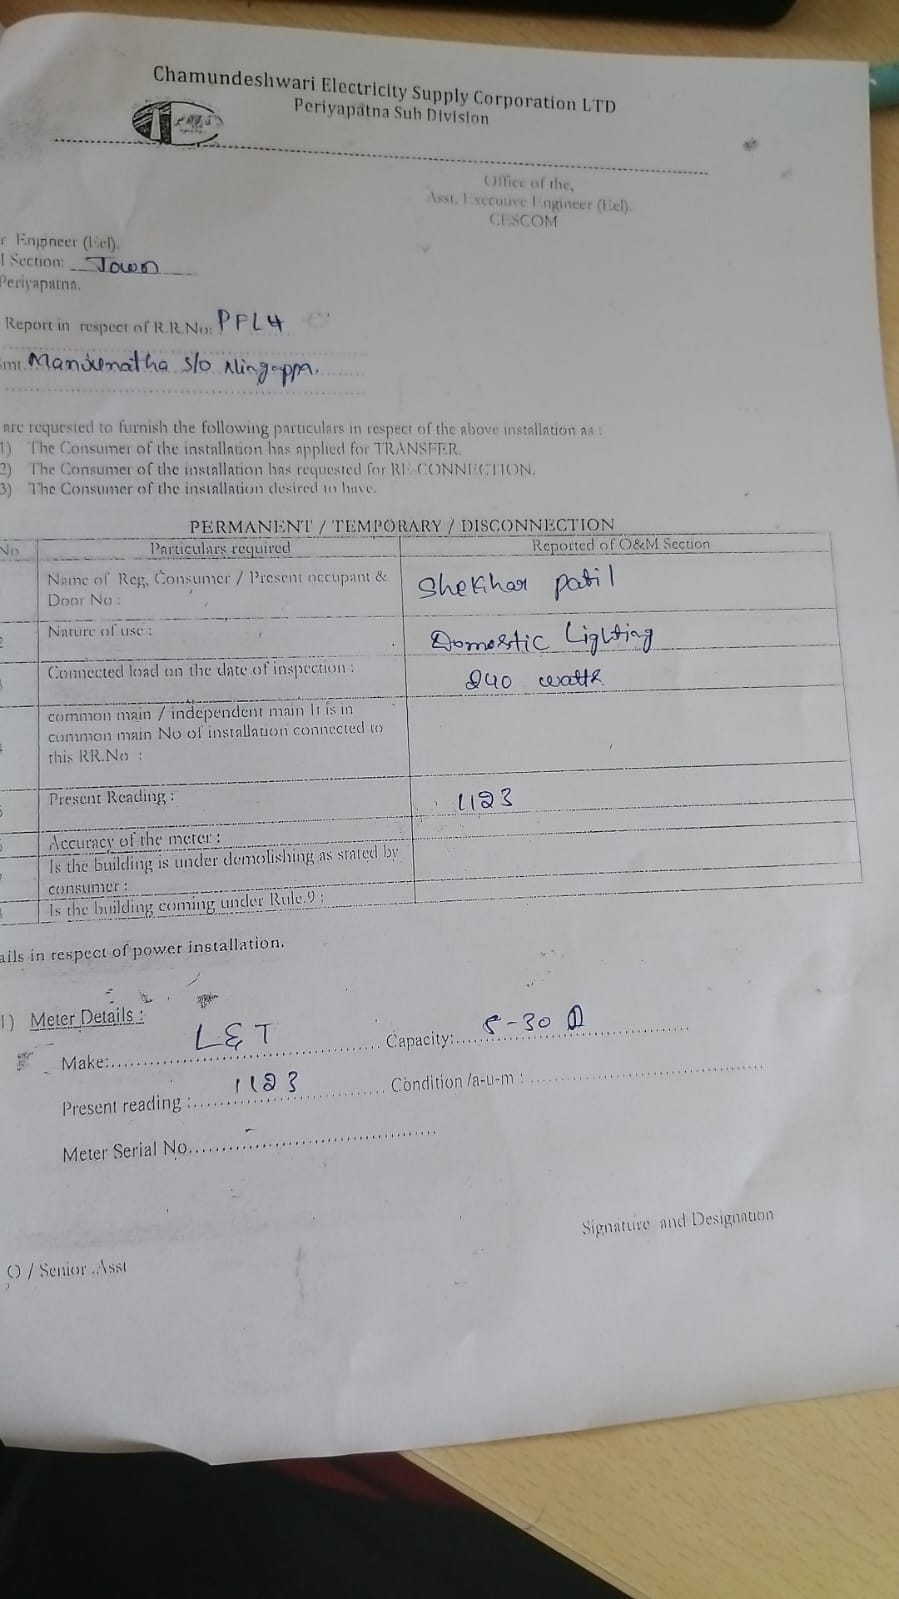 Chamundeshwari Electricity Supply Corporation LTD
Periyapatna Sub Division
Office of the,
Asst. Executive Engineer (Eel).
CESCOM
r Engineer (Eel).
l Section: Town
Periyapatna.
Report in respect of R.R.No: PFL4
mt. Manjunatha s/o Ningappa.
are requested to furnish the following particulars in respect of the above installation as :
1) The Consumer of the installation has applied for TRANSFER.
2) The Consumer of the installation has requested for RE-CONNECTION.
3) The Consumer of the installation desired to have.
PERMANENT / TEMPORARY / DISCONNECTION
No Particulars required Reported of O&M Section
Name of Reg, Consumer / Present occupant & Shekhar patil
Door No :
Nature of use : Domestic Lighting
Connected load on the date of inspection : 240 watts
common main / independent main It is in
common main No of installation connected to
this RR.No :
Present Reading : 1123
Accuracy of the meter :
Is the building is under demolishing as stated by
consumer :
Is the building coming under Rule.9 :
ails in respect of power installation.
1) Meter Details :
Make:.......... L&T .......... Capacity:.......... 5-30 A ..........
Present reading :.......... 1123 .......... Condition /a-u-m : ..........
Meter Serial No..........
Signature and Designation
O / Senior .Asst